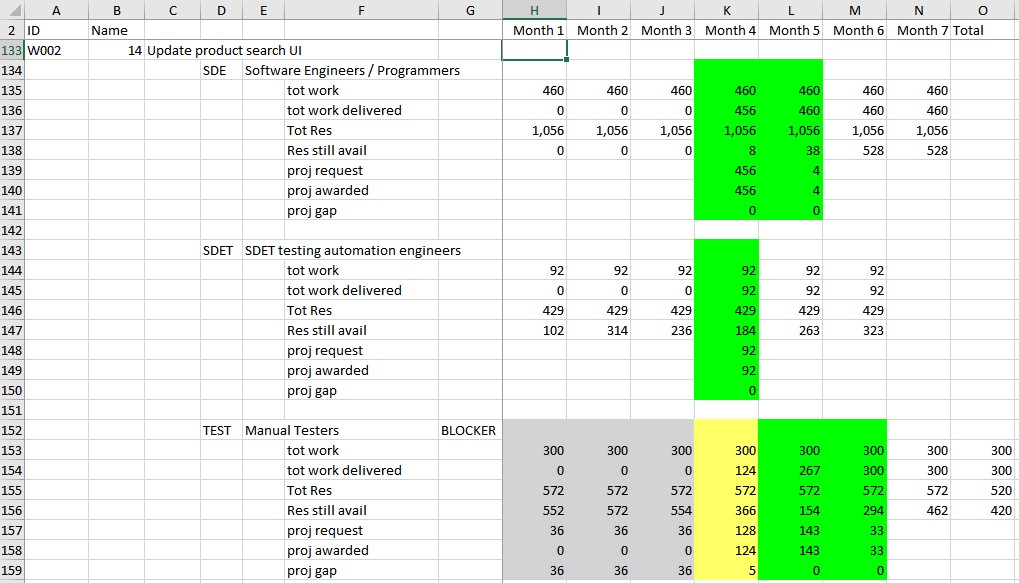 A B C D E F G H I J K L M N O
2 ID Name Month 1 Month 2 Month 3 Month 4 Month 5 Month 6 Month 7 Total
133 W002 14 Update product search UI
134 SDE Software Engineers / Programmers
135 tot work 460 460 460 460 460 460 460
136 tot work delivered 0 0 0 456 460 460 460
137 Tot Res 1,056 1,056 1,056 1,056 1,056 1,056 1,056
138 Res still avail 0 0 0 8 38 528 528
139 proj request 456 4
140 proj awarded 456 4
141 proj gap 0 0
142
143 SDET SDET testing automation engineers
144 tot work 92 92 92 92 92 92
145 tot work delivered 0 0 0 92 92 92
146 Tot Res 429 429 429 429 429 429
147 Res still avail 102 314 236 184 263 323
148 proj request 92
149 proj awarded 92
150 proj gap 0
151
152 TEST Manual Testers BLOCKER
153 tot work 300 300 300 300 300 300 300 300
154 tot work delivered 0 0 0 124 267 300 300 300
155 Tot Res 572 572 572 572 572 572 572 520
156 Res still avail 552 572 554 366 154 294 462 420
157 proj request 36 36 36 128 143 33
158 proj awarded 0 0 0 124 143 33
159 proj gap 36 36 36 5 0 0